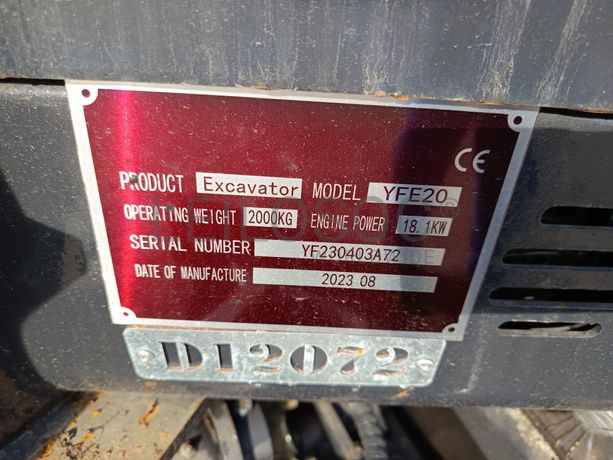 CE
PRODUCT Excavator MODEL YFE20
OPERATING WEIGHT 2000KG ENGINE POWER 18.1KW
SERIAL NUMBER YF230403A72
DATE OF MANUFACTURE 2023 08
D12072